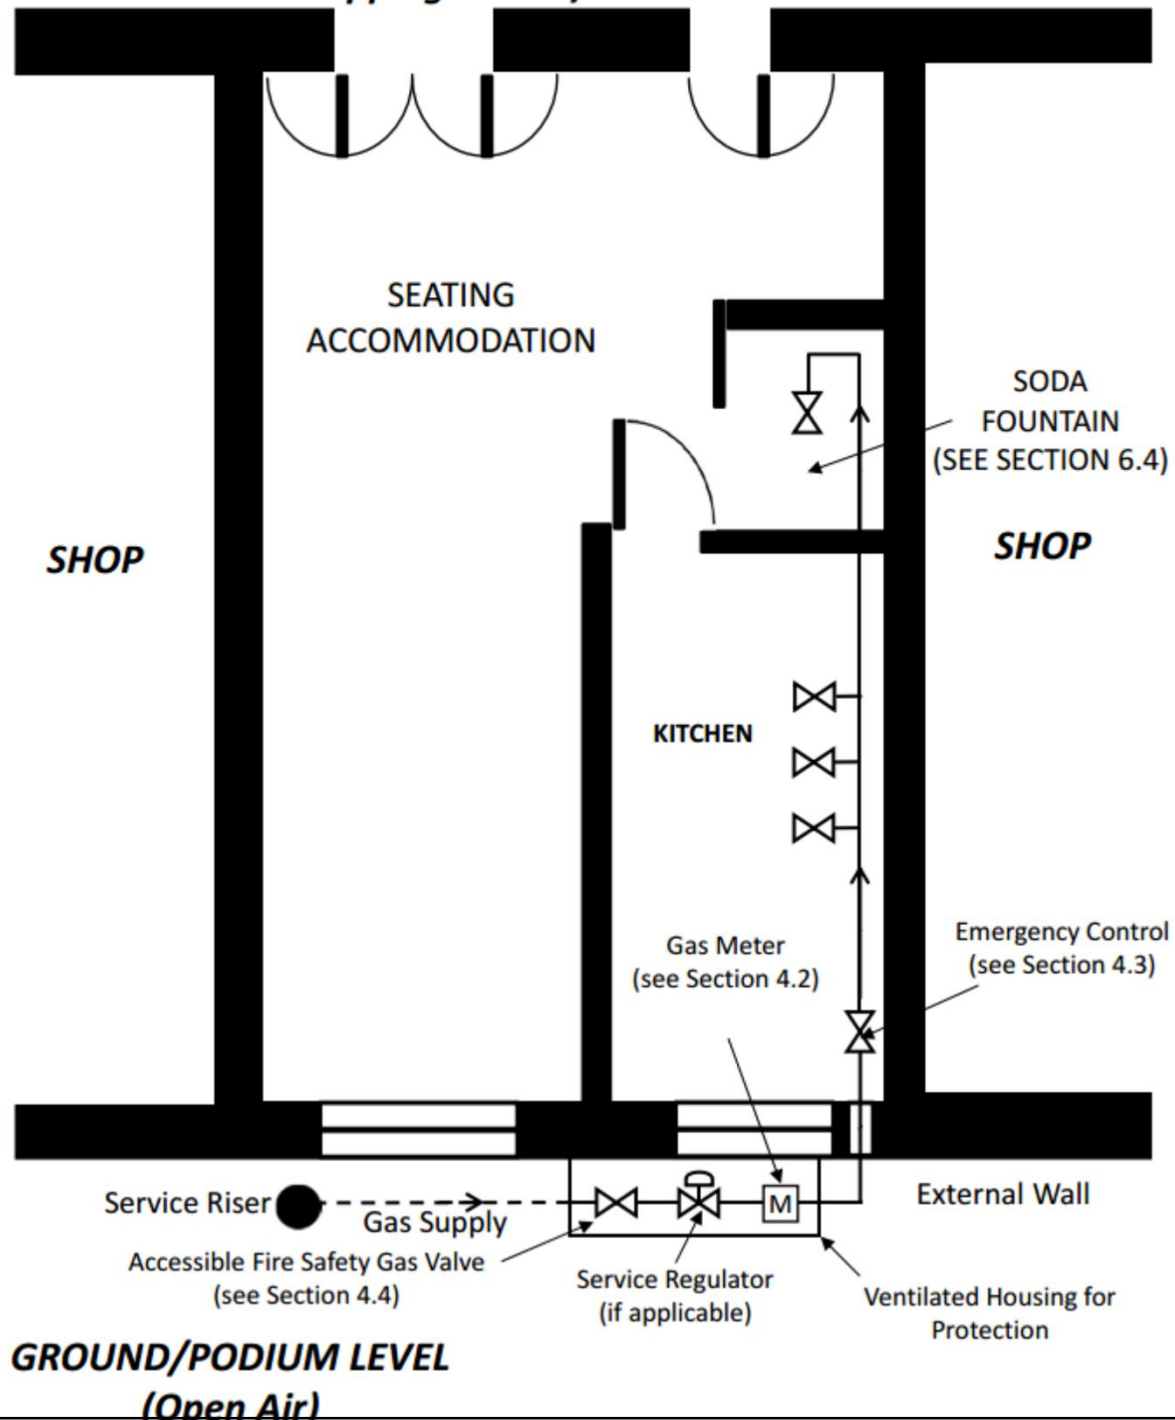 SEATING
ACCOMMODATION
SODA
FOUNTAIN
(SEE SECTION 6.4)
SHOP
SHOP
KITCHEN
Gas Meter
(see Section 4.2)
Emergency Control
(see Section 4.3)
Service Riser
Gas Supply
M
External Wall
Accessible Fire Safety Gas Valve
(see Section 4.4)
Service Regulator
(if applicable)
Ventilated Housing for
Protection
GROUND/PODIUM LEVEL
(Open Air)